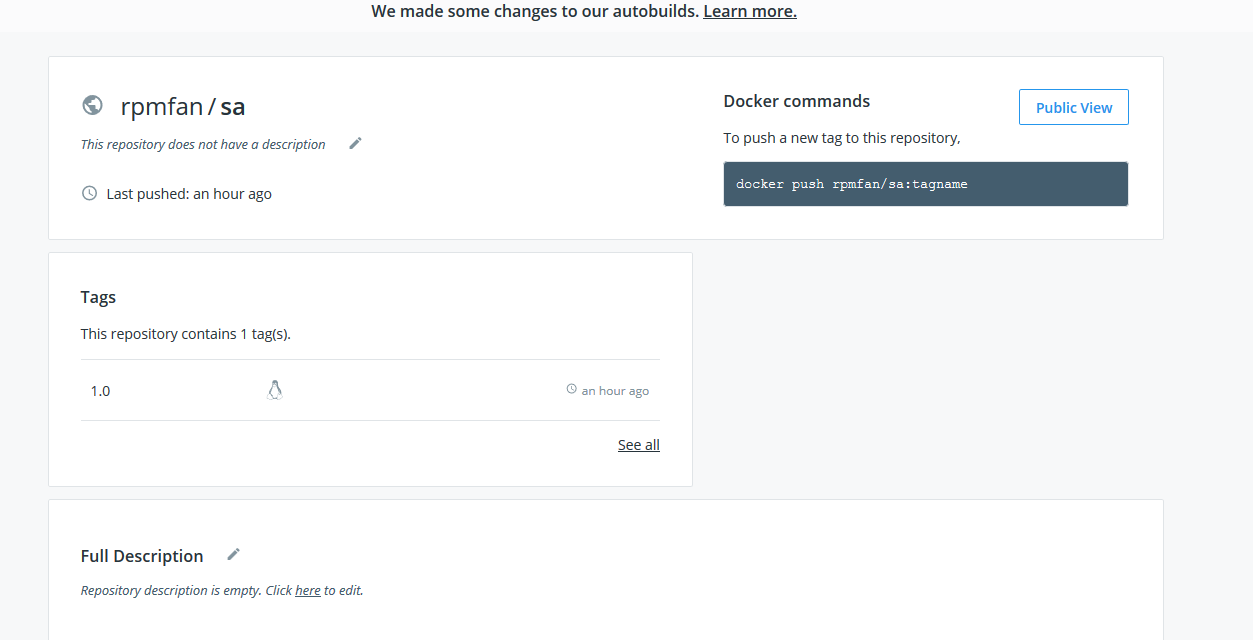 We made some changes to our autobuilds. Learn more.
rpmfan / sa
This repository does not have a description
Last pushed: an hour ago
Docker commands
Public View
To push a new tag to this repository,
docker push rpmfan/sa:tagname
Tags
This repository contains 1 tag(s).
1.0 an hour ago
See all
Full Description
Repository description is empty. Click here to edit.